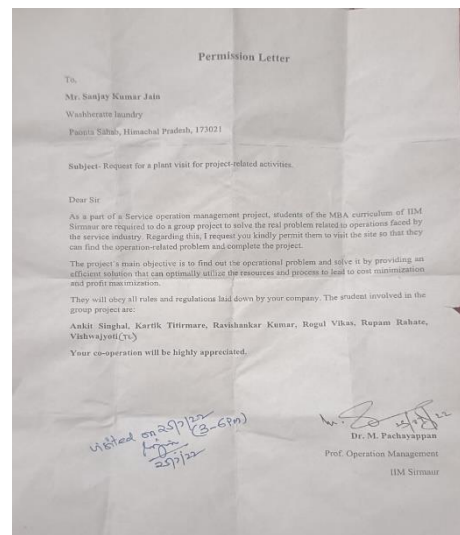 Permission Letter
To,
Mr. Sanjay Kumar Jain
Washberatte laundry
Paonta Sahab, Himachal Pradesh, 173021
Subject- Request for a plant visit for project-related activities.
Dear Sir
As a part of a Service operation management project, students of the MBA curriculum of IIM
Sirmaur are required to do a group project to solve the real problem related to operations faced by
the service industry. Regarding this, I request you kindly permit them to visit the site so that they
can find the operation-related problem and complete the project.
The project's main objective is to find out the operational problem and solve it by providing an
efficient solution that can optimally utilize the resources and process to lead to cost minimization
and profit maximization.
They will obey all rules and regulations laid down by your company. The student involved in the
group project are:
Ankit Singhal, Kartik Titirmare, Ravishankar Kumar, Rogul Vikas, Rupam Rahate,
Vishwajyoti(TL)
Your co-operation will be highly appreciated.
visited on 25/7/22
(3-6PM)
25/7/22
Dr. M. Pachayappan
Prof. Operation Management
IIM Sirmaur